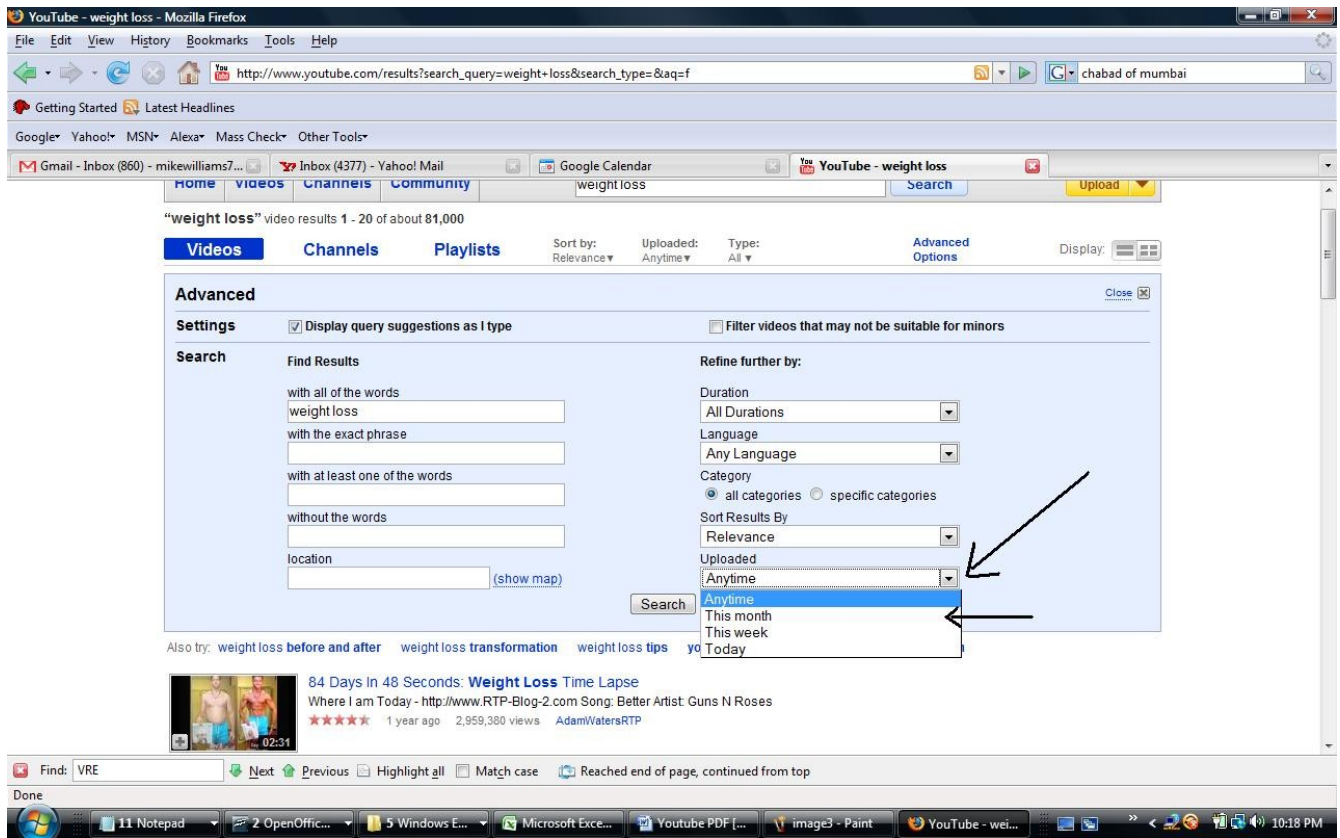 YouTube - weight loss - Mozilla Firefox
File Edit View History Bookmarks Tools Help
http://www.youtube.com/results?search_query=weight+loss&search_type=&aq=f chabad of mumbai
Getting Started Latest Headlines
Google Yahoo! MSN Alexa Mass Check Other Tools
Gmail - Inbox (860) - mikewilliams7... Inbox (4377) - Yahoo! Mail Google Calendar YouTube - weight loss
Home Videos Channels Community weight loss Search Upload
"weight loss" video results 1 - 20 of about 81,000
Videos Channels Playlists Sort by: Uploaded: Type: Advanced Display:
Relevance Anytime All Options
Advanced Close
Settings Display query suggestions as I type Filter videos that may not be suitable for minors
Search Find Results Refine further by:
with all of the words Duration
weight loss All Durations
with the exact phrase Language
Any Language
with at least one of the words Category
all categories specific categories
without the words Sort Results By
Relevance
location Uploaded
(show map) Anytime
Search Anytime
This month
This week
Today
Also try: weight loss before and after weight loss transformation weight loss tips
84 Days In 48 Seconds: Weight Loss Time Lapse
Where I am Today - http://www.RTP-Blog-2.com Song: Better Artist: Guns N Roses
1 year ago 2,959,380 views AdamWatersRTP
02:31
Find: VRE Next Previous Highlight all Match case Reached end of page, continued from top
Done
11 Notepad 2 OpenOffic... 5 Windows E... Microsoft Exce... Youtube PDF [... image3 - Paint YouTube - wei... 10:18 PM